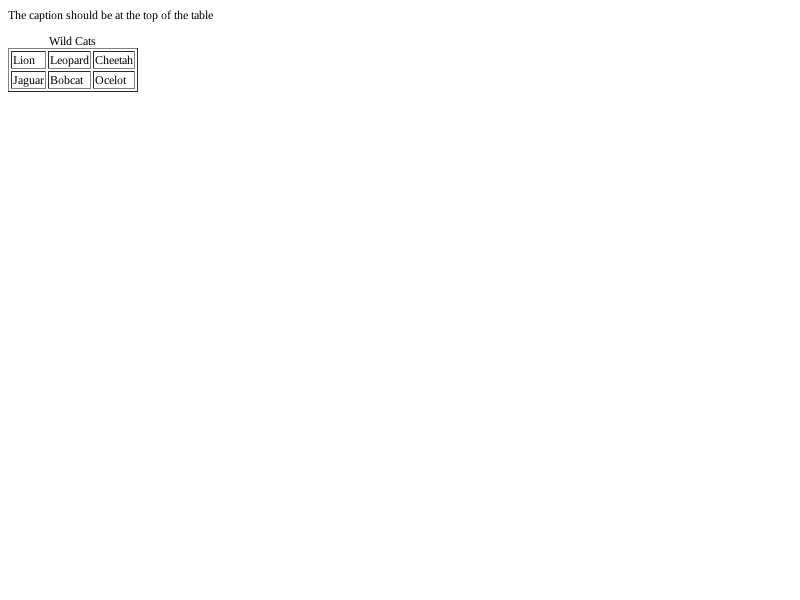 The caption should be at the top of the table
Wild Cats
Lion Leopard Cheetah
Jaguar Bobcat Ocelot